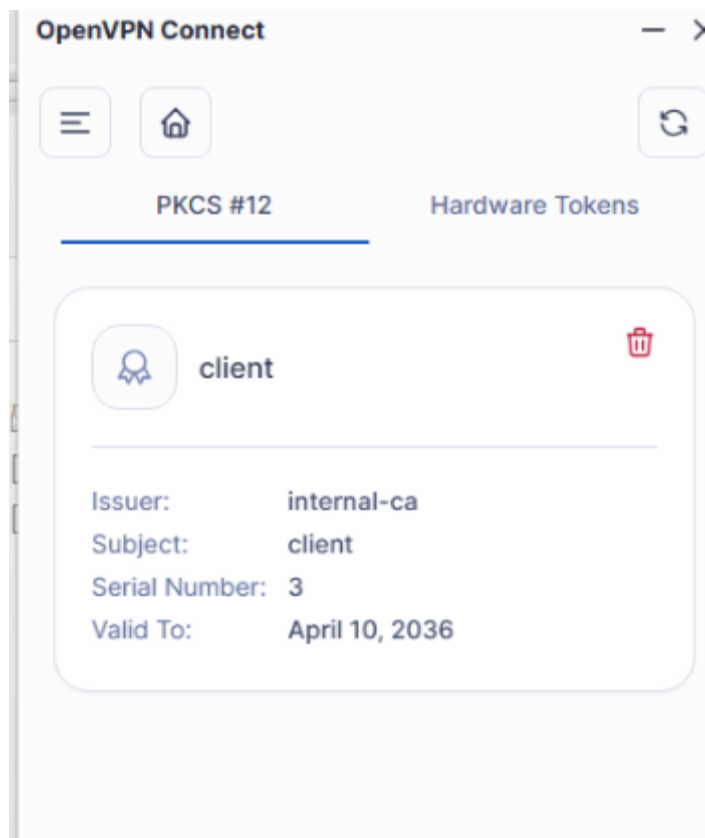 OpenVPN Connect
PKCS #12 Hardware Tokens
client
Issuer: internal-ca
Subject: client
Serial Number: 3
Valid To: April 10, 2036